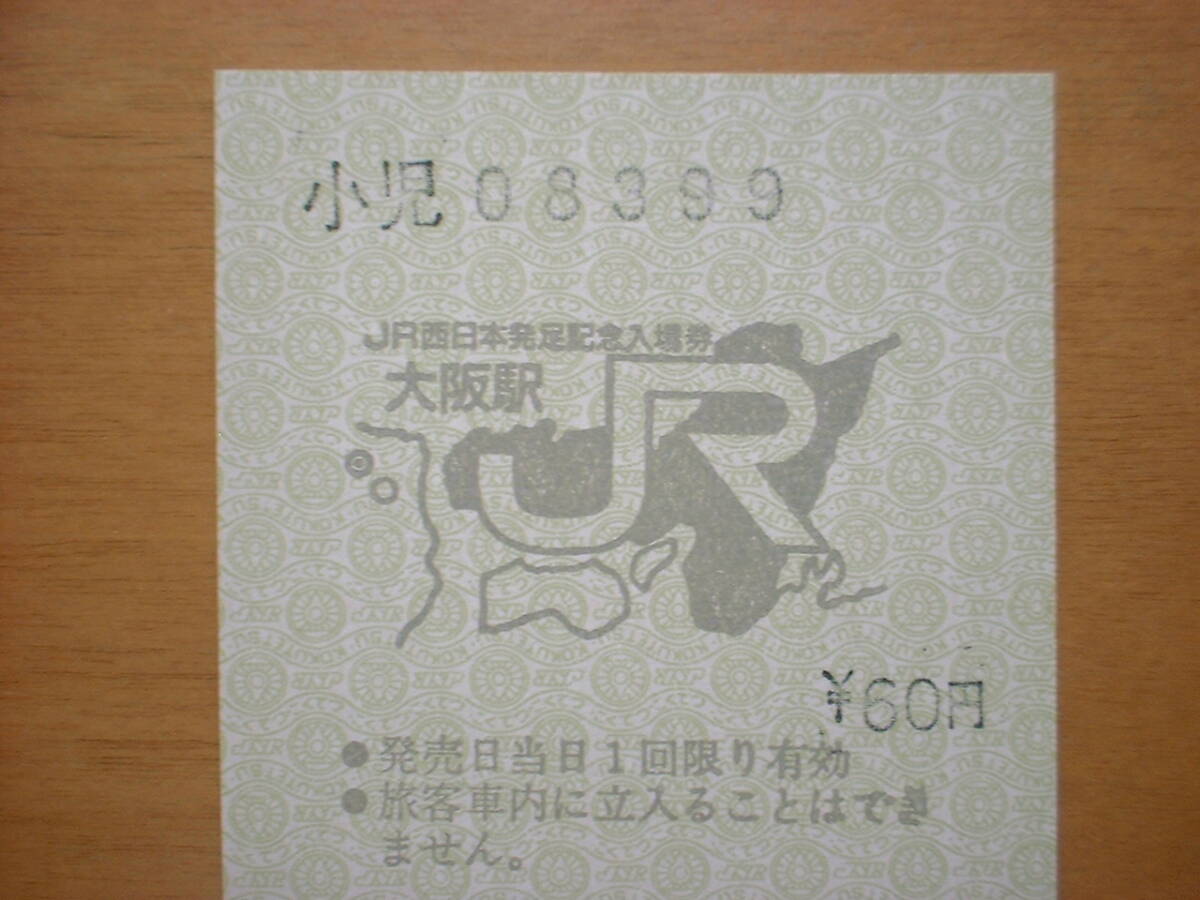 小児 08399
JR西日本発足記念入場券
大阪駅
JR
¥60円
●発売日当日1回限り有効
●旅客車内に立入ることはでき
ません。